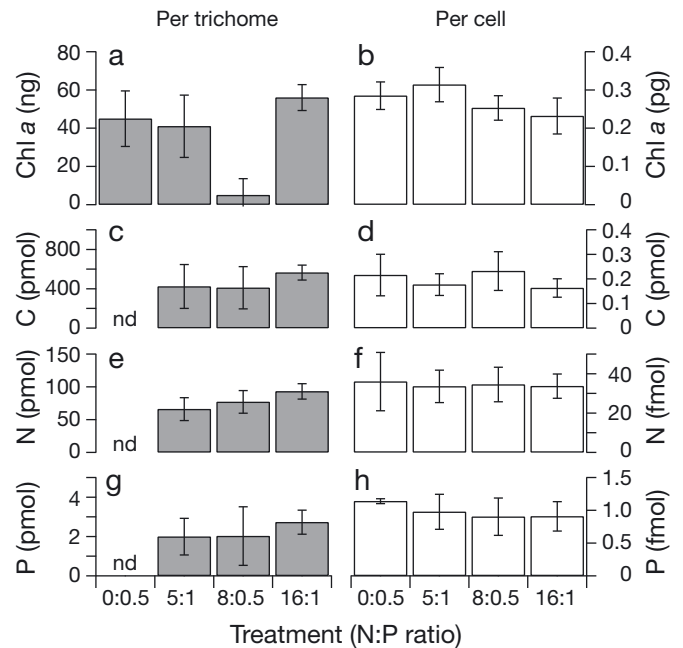 Per trichome Per cell
a b
Chl a (ng)
80
60
40
20
0
0.4
0.3
0.2
0.1
0
Chl a (pg)
c d
C (pmol)
800
400
0
nd
0.4
0.3
0.2
0.1
0
C (pmol)
e f
N (pmol)
150
100
50
0
nd
40
20
0
N (fmol)
g h
P (pmol)
4
2
0
nd
1.5
1.0
0.5
0
P (fmol)
0:0.5 5:1 8:0.5 16:1 0:0.5 5:1 8:0.5 16:1
Treatment (N:P ratio)